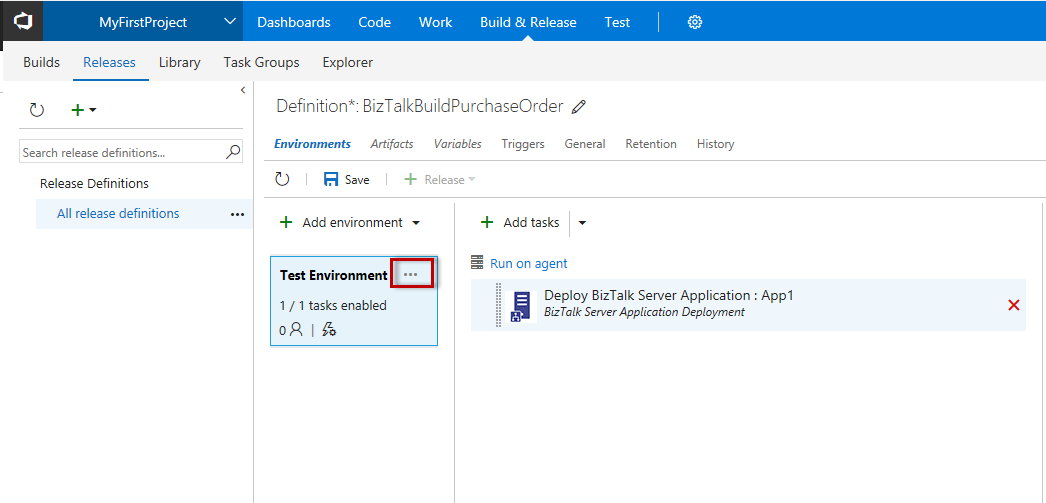 MyFirstProject Dashboards Code Work Build & Release Test
Builds Releases Library Task Groups Explorer
Search release definitions...
Release Definitions
All release definitions ...
Definition*: BizTalkBuildPurchaseOrder
Environments Artifacts Variables Triggers General Retention History
Save Release
Add environment
Test Environment ...
1 / 1 tasks enabled
0
Add tasks
Run on agent
Deploy BizTalk Server Application : App1
BizTalk Server Application Deployment